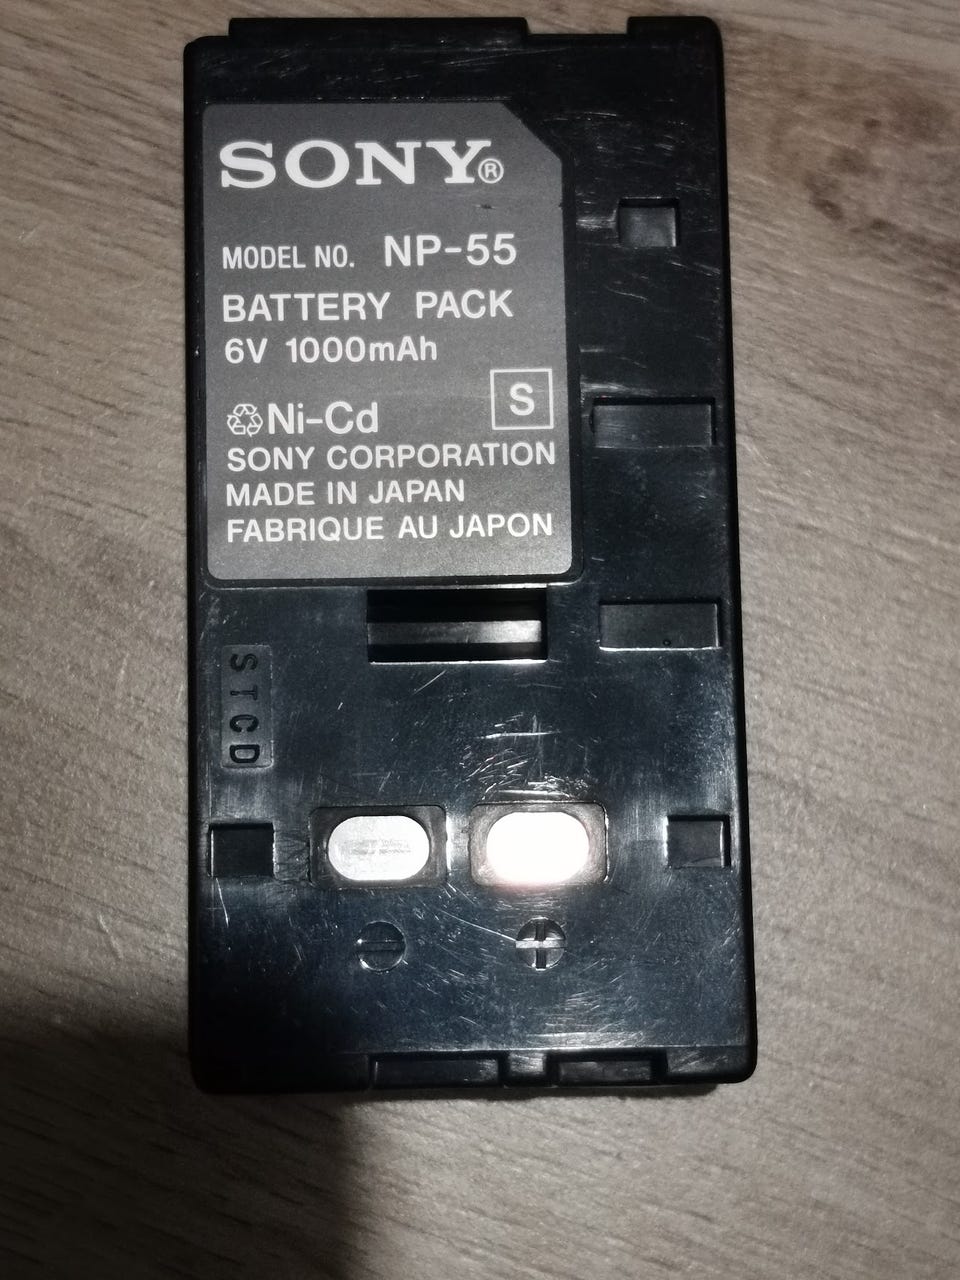 SONY®
MODEL NO. NP-55
BATTERY PACK
6V 1000mAh
S
Ni-Cd
SONY CORPORATION
MADE IN JAPAN
FABRIQUE AU JAPON
STCD
− +